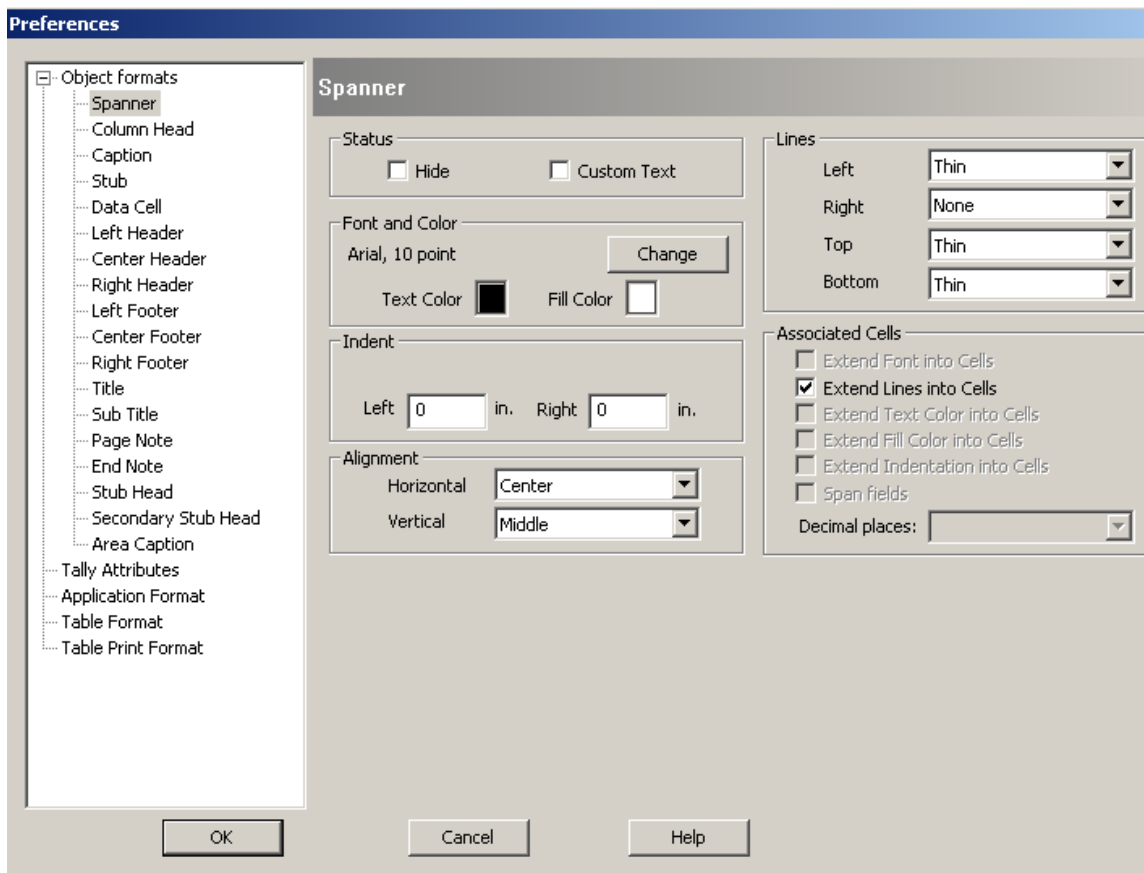 Preferences
Object formats
Spanner
Column Head
Caption
Stub
Data Cell
Left Header
Center Header
Right Header
Left Footer
Center Footer
Right Footer
Title
Sub Title
Page Note
End Note
Stub Head
Secondary Stub Head
Area Caption
Tally Attributes
Application Format
Table Format
Table Print Format
Spanner
Status
Hide Custom Text
Font and Color
Arial, 10 point Change
Text Color Fill Color
Indent
Left 0 in. Right 0 in.
Alignment
Horizontal Center
Vertical Middle
Lines
Left Thin
Right None
Top Thin
Bottom Thin
Associated Cells
Extend Font into Cells
Extend Lines into Cells
Extend Text Color into Cells
Extend Fill Color into Cells
Extend Indentation into Cells
Span fields
Decimal places:
OK Cancel Help